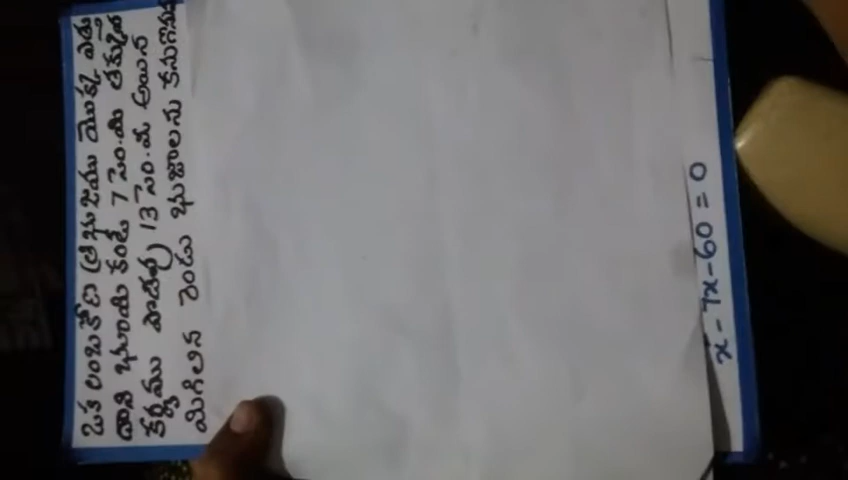 ఒక లంబకోణ త్రిభుజము యొక్క ఎత్తు
దాని భూమి కంటే 7 సెం.మీ తక్కువ
కర్ణము పొడవు 13 సెం.మీ అయిన
మిగిలిన రెండు భుజాలను కనుగొనుము
x - 7x - 60 = 0